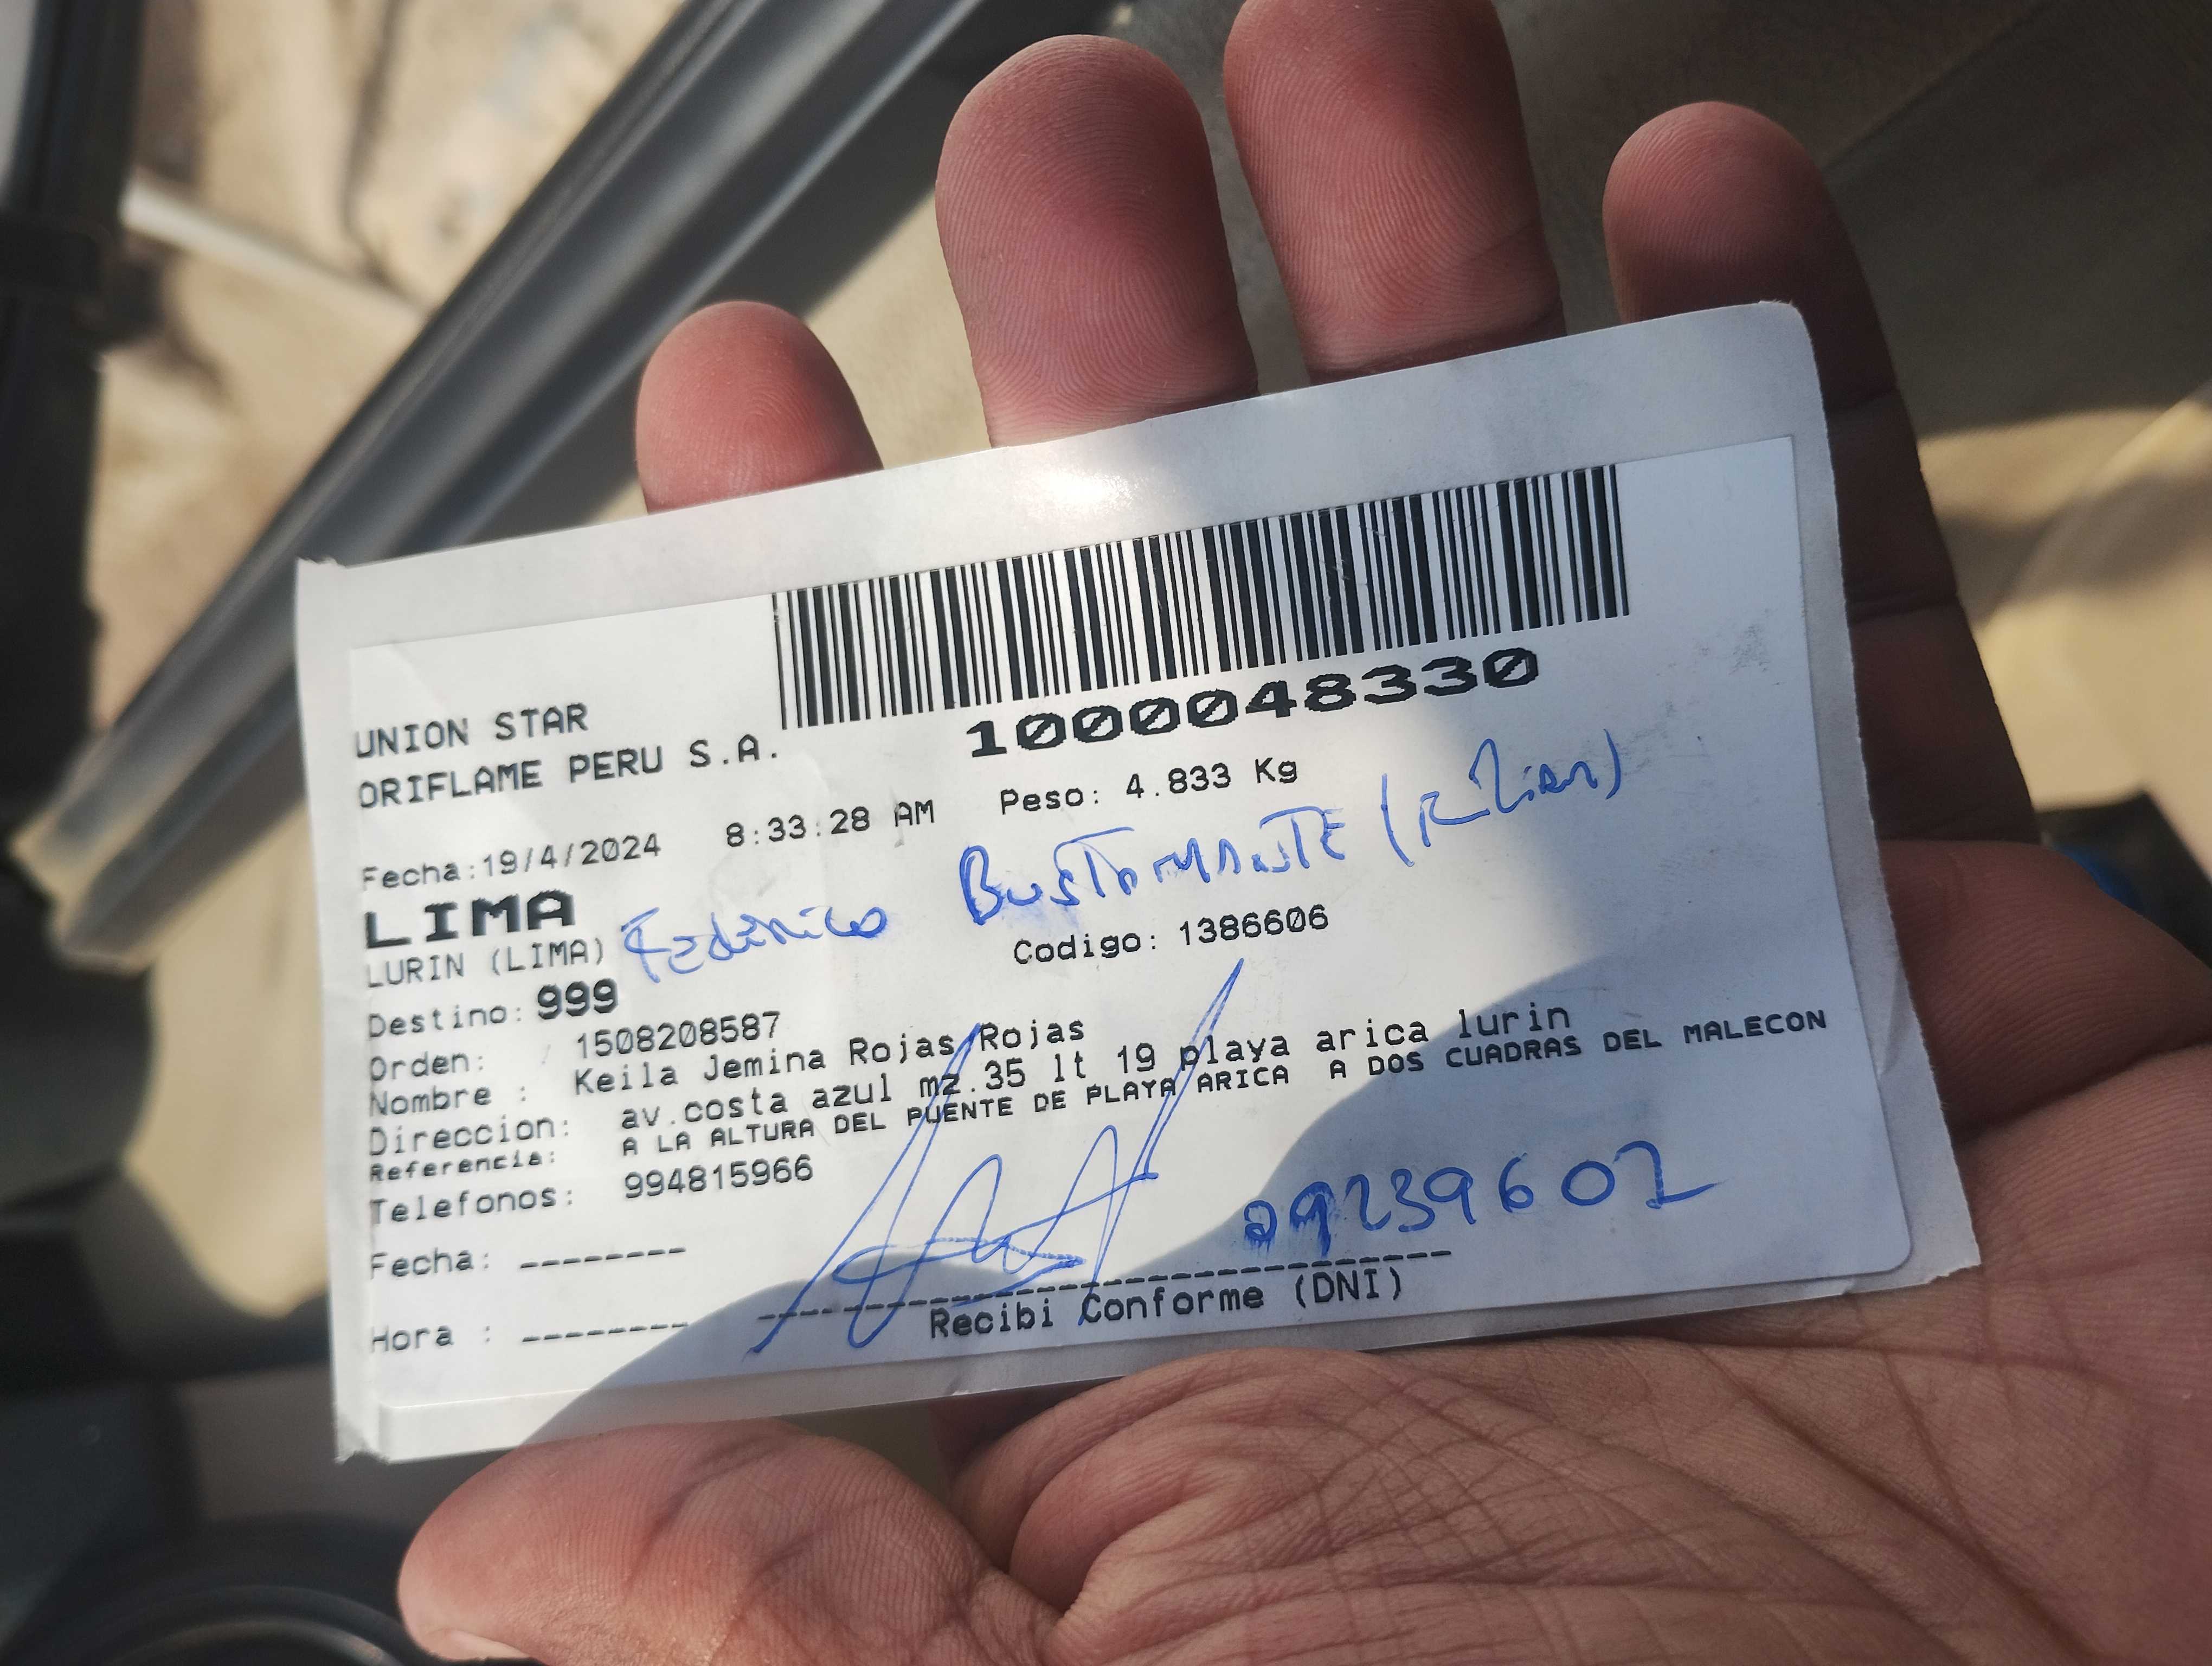 1000048330
UNION STAR
ORIFLAME PERU S.A.
Fecha:19/4/2024 8:33:28 AM Peso: 4.833 Kg
LIMA
LURIN (LIMA) Federico BUSTAMANTE
Destino: 999 Codigo: 1386606
Orden: 1508208587
Nombre : Keila Jemina Rojas Rojas
Direccion: av.costa azul mz.35 lt 19 playa arica lurin
Referencia: A LA ALTURA DEL PUENTE DE PLAYA ARICA A DOS CUADRAS DEL MALECON
Telefonos: 994815966
Fecha: -------
Hora : --------
Recibi Conforme (DNI)